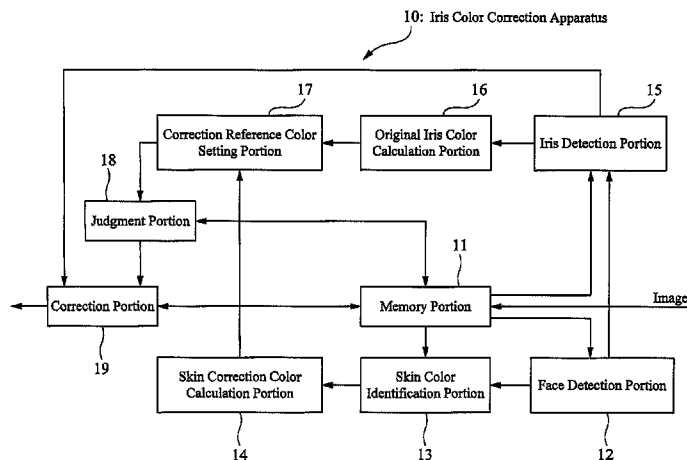 10: Iris Color Correction Apparatus
17
16
15
Correction Reference Color
Setting Portion
Original Iris Color
Calculation Portion
Iris Detection Portion
18
Judgment Portion
11
Correction Portion
Memory Portion
Image
19
Skin Correction Color
Calculation Portion
Skin Color
Identification Portion
Face Detection Portion
14
13
12